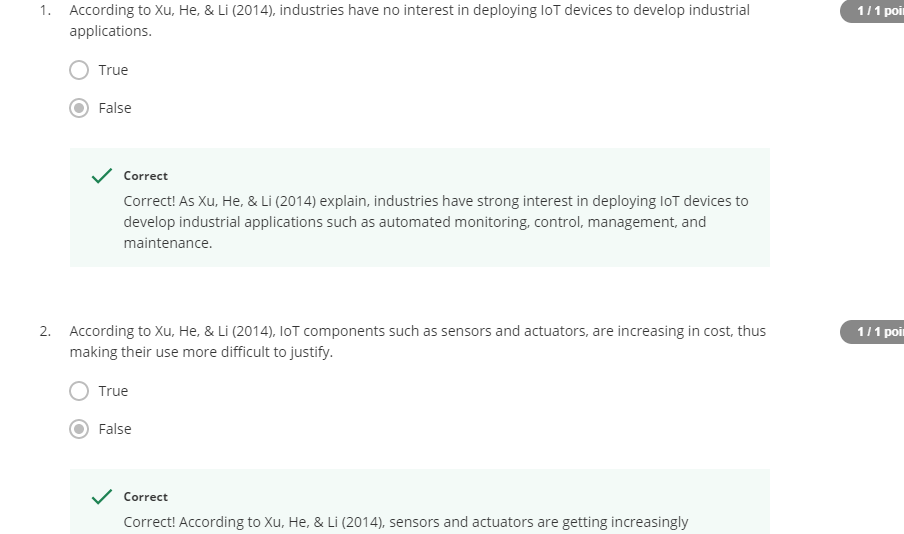 1. According to Xu, He, & Li (2014), industries have no interest in deploying IoT devices to develop industrial
1 / 1 poi
applications.
True
False
Correct
Correct! As Xu, He, & Li (2014) explain, industries have strong interest in deploying IoT devices to
develop industrial applications such as automated monitoring, control, management, and
maintenance.
2. According to Xu, He, & Li (2014), IoT components such as sensors and actuators, are increasing in cost, thus
1 / 1 poi
making their use more difficult to justify.
True
False
Correct
Correct! According to Xu, He, & Li (2014), sensors and actuators are getting increasingly